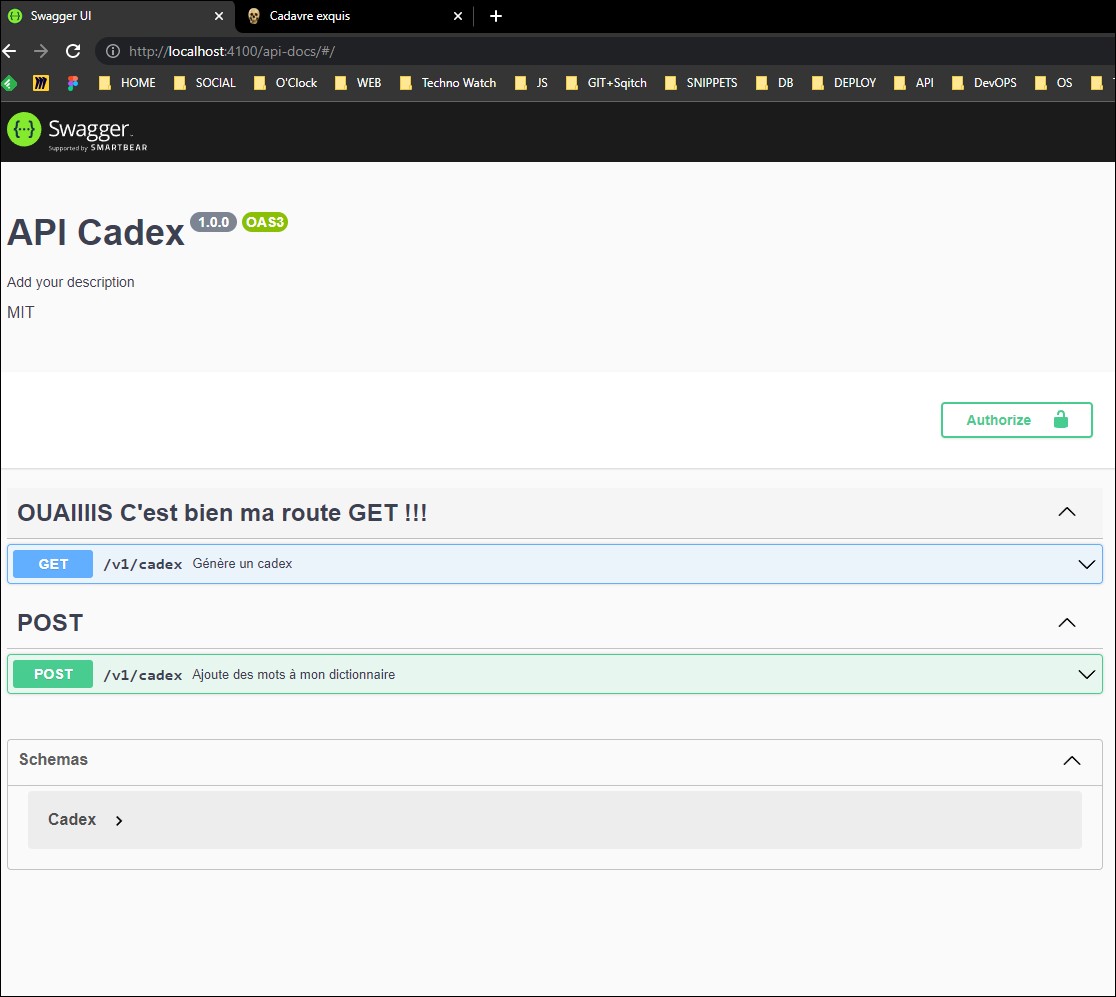 Swagger UI
Cadavre exquis
http://localhost:4100/api-docs/#/
HOME SOCIAL O'Clock WEB Techno Watch JS GIT+Sqitch SNIPPETS DB DEPLOY API DevOPS OS
Swagger
Supported by SMARTBEAR
API Cadex 1.0.0 OAS3
Add your description
MIT
Authorize
OUAIIIIS C'est bien ma route GET !!!
GET /v1/cadex Génère un cadex
POST
POST /v1/cadex Ajoute des mots à mon dictionnaire
Schemas
Cadex